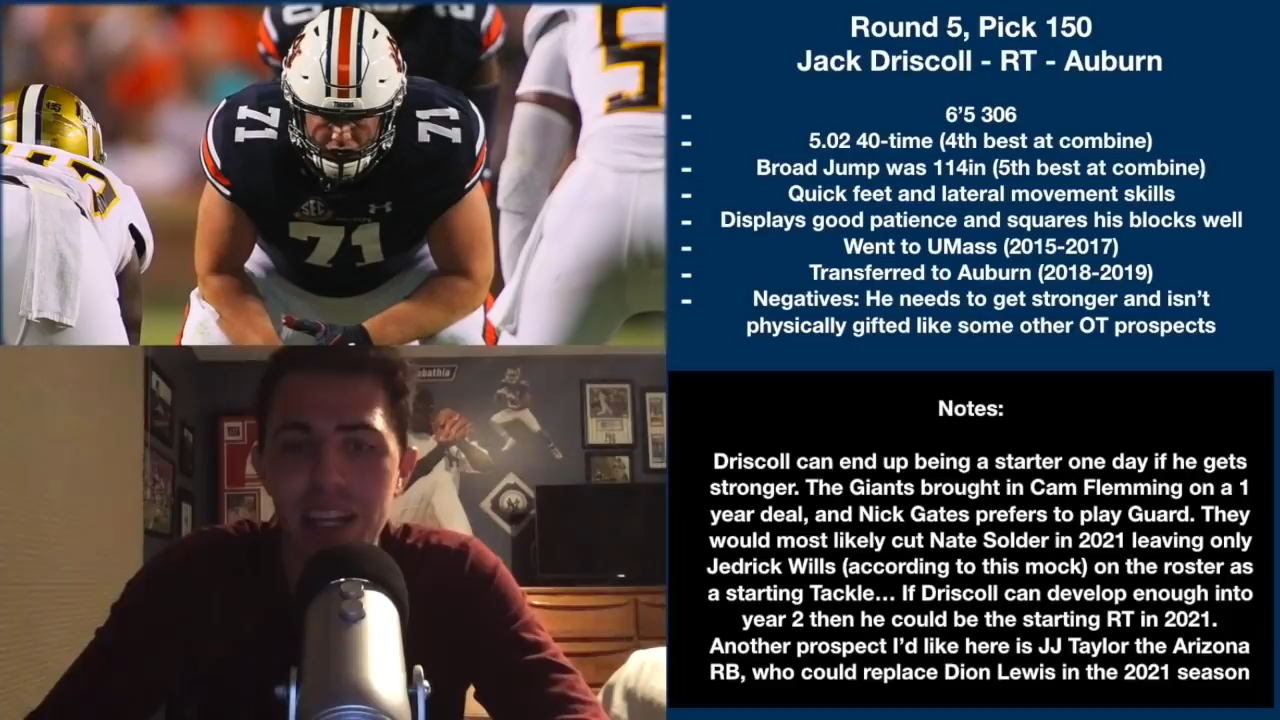 Round 5, Pick 150
Jack Driscoll - RT - Auburn
- 6'5 306
- 5.02 40-time (4th best at combine)
- Broad Jump was 114in (5th best at combine)
- Quick feet and lateral movement skills
- Displays good patience and squares his blocks well
- Went to UMass (2015-2017)
- Transferred to Auburn (2018-2019)
- Negatives: He needs to get stronger and isn't
physically gifted like some other OT prospects
71
71
SEC
71
5
bathia
Notes:
Driscoll can end up being a starter one day if he gets
stronger. The Giants brought in Cam Flemming on a 1
year deal, and Nick Gates prefers to play Guard. They
would most likely cut Nate Solder in 2021 leaving only
Jedrick Wills (according to this mock) on the roster as
a starting Tackle... If Driscoll can develop enough into
year 2 then he could be the starting RT in 2021.
Another prospect I'd like here is JJ Taylor the Arizona
RB, who could replace Dion Lewis in the 2021 season